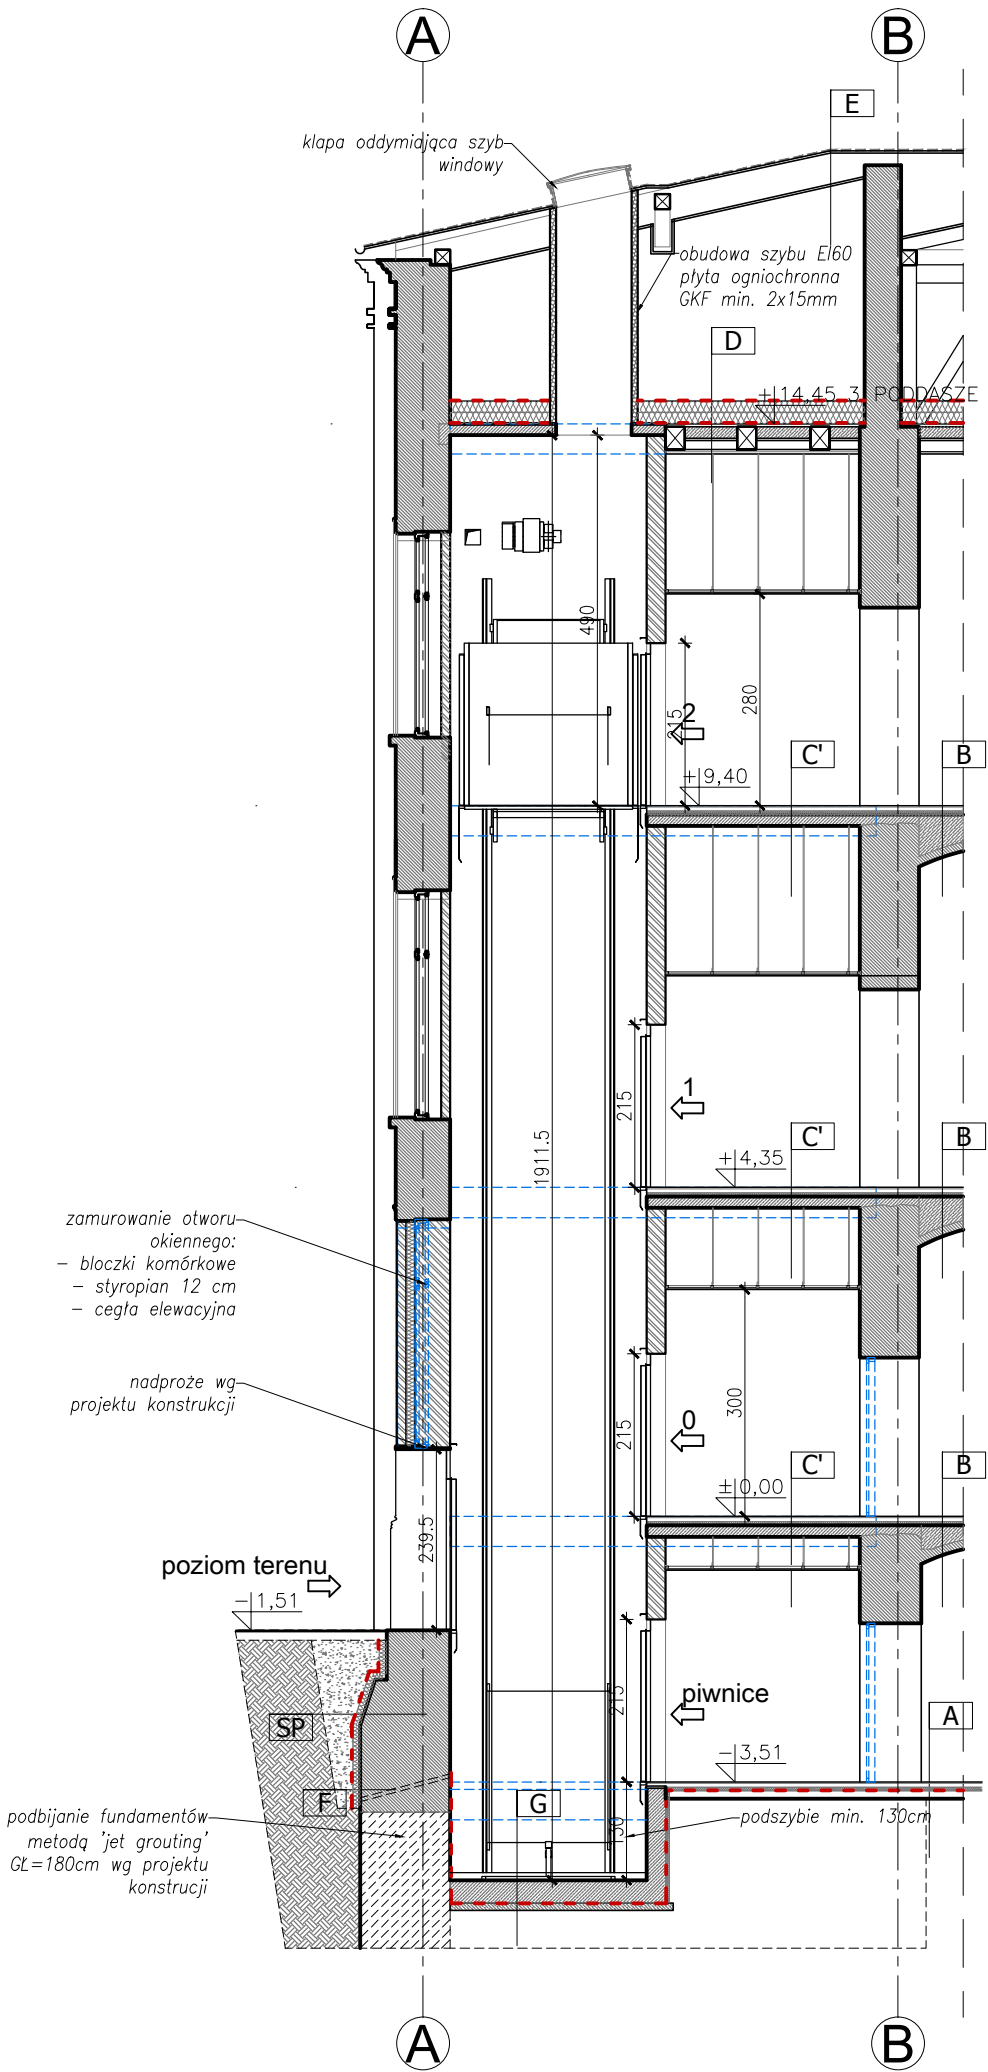 A
B
E
klapa oddymiająca szyb
windowy
obudowa szybu EI60
płyta ogniochronna
GKF min. 2x15mm
D
+14,45 3 PODDASZE
490
280
215
2
C'
B
+9,40
1
215
1911.5
C'
B
+4,35
zamurowanie otworu
okiennego:
- bloczki komórkowe
- styropian 12 cm
- cegła elewacyjna
nadproże wg
projektu konstrukcji
300
215
0
C'
B
±0,00
239.5
poziom terenu
-1,51
215
piwnice
A
SP
-3,51
F
G
podbijanie fundamentów
metodą 'jet grouting'
GŁ=180cm wg projektu
konstrucji
130
podszybie min. 130cm
A
B